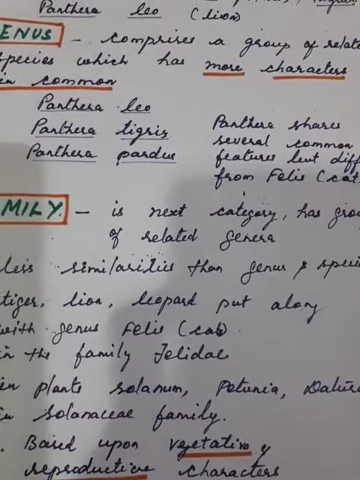 Panthera leo (lion)
ENUS - comprises a group of relate
species which has more characters
in common
Panthera leo
Panthera tigris
Panthera pardus
Panthera shares
several common
features but diff
from Felis (cat
MILY. - is next category, has grou
of related genera
less similarities than genus & speci
tiger, lion, leopard put along
with genus Felis (cat)
in the family Felidae
in plants solanum, Petunia, Datura
in solanaceae family.
. Based upon vegetative &
reproductive characters